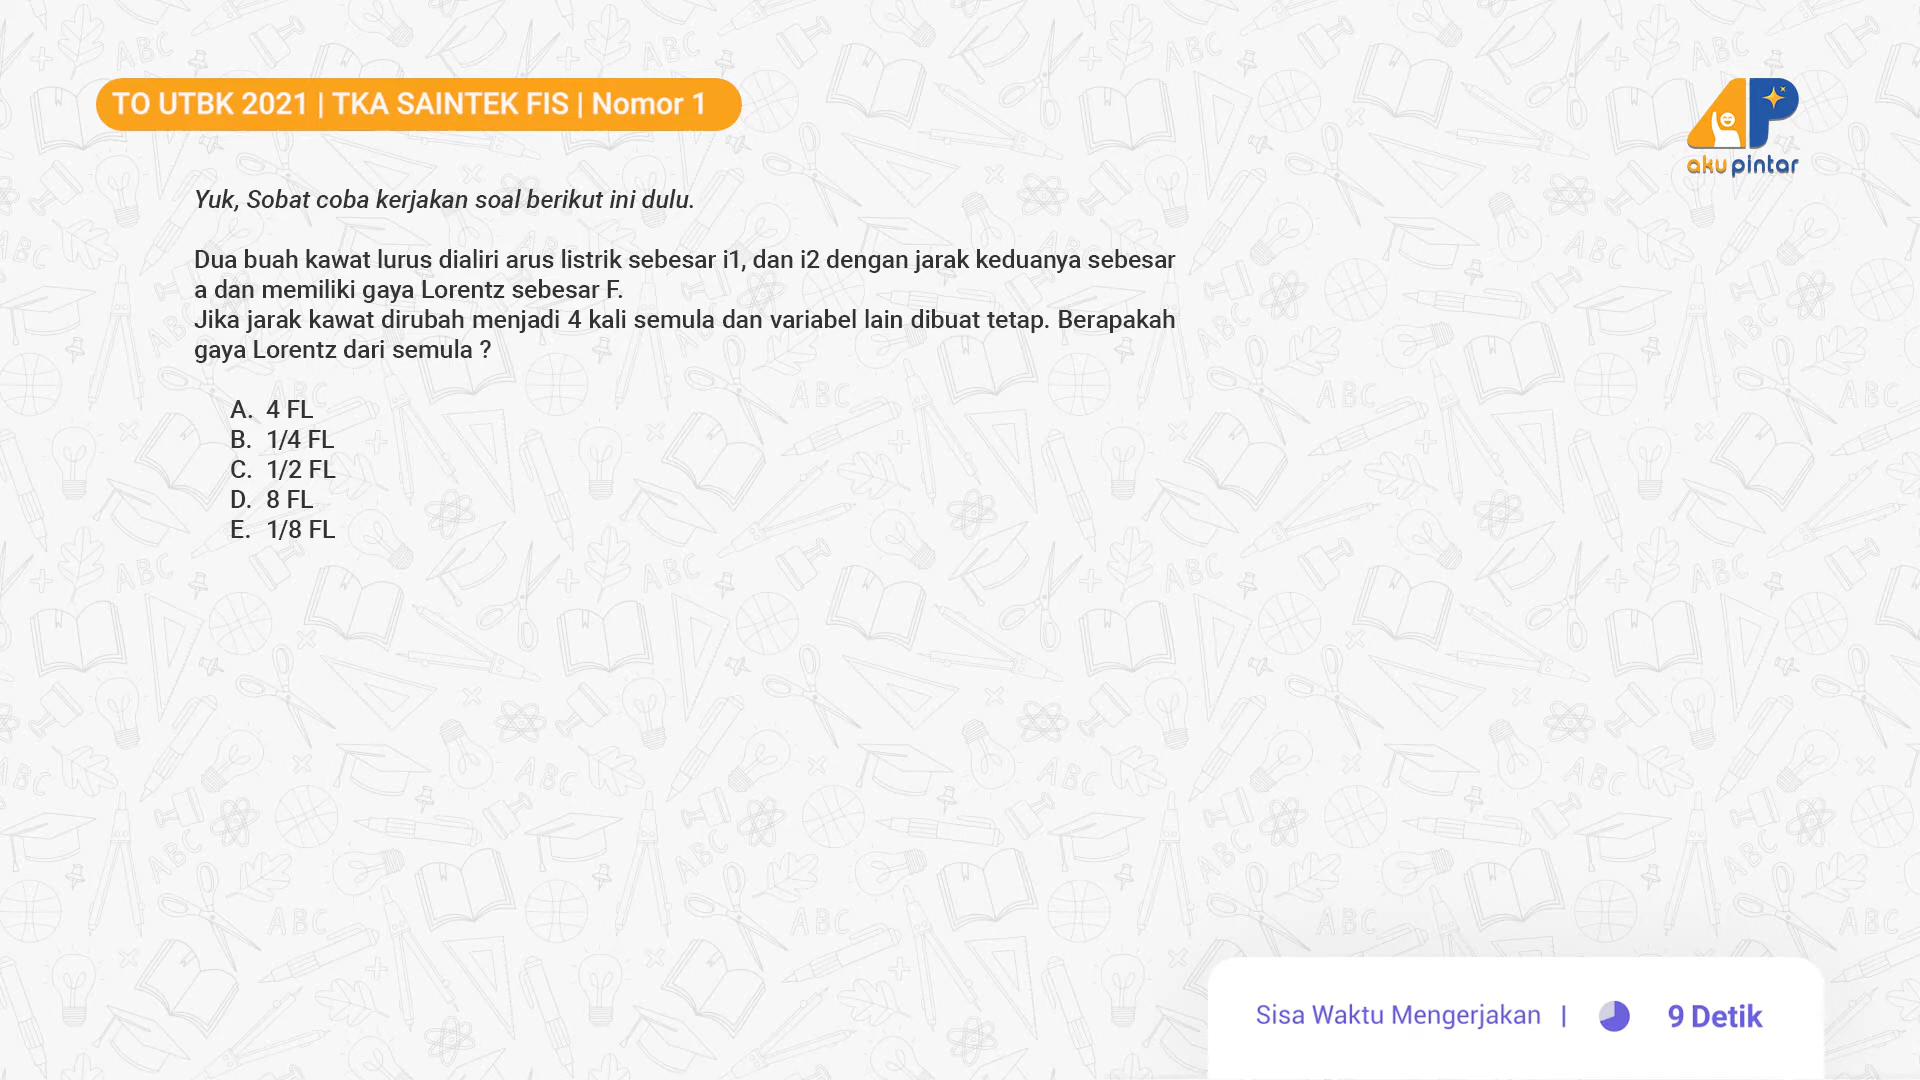 TO UTBK 2021 | TKA SAINTEK FIS | Nomor 1
aku pintar
Yuk, Sobat coba kerjakan soal berikut ini dulu.
Dua buah kawat lurus dialiri arus listrik sebesar i1, dan i2 dengan jarak keduanya sebesar
a dan memiliki gaya Lorentz sebesar F.
Jika jarak kawat dirubah menjadi 4 kali semula dan variabel lain dibuat tetap. Berapakah
gaya Lorentz dari semula ?
A. 4 FL
B. 1/4 FL
C. 1/2 FL
D. 8 FL
E. 1/8 FL
Sisa Waktu Mengerjakan | 9 Detik